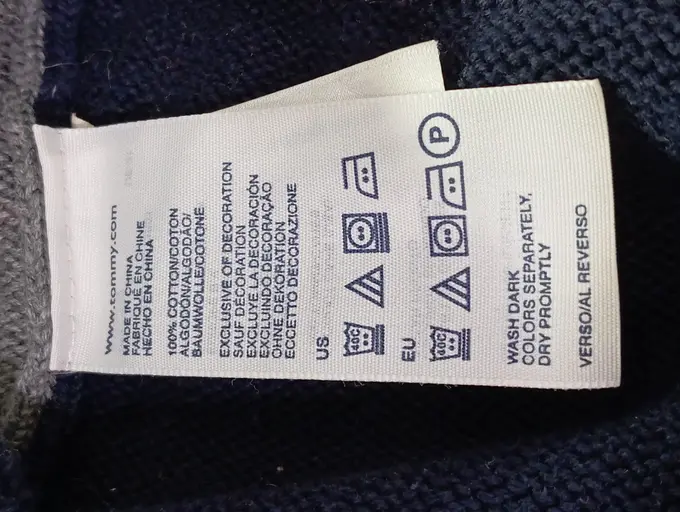 www.tommy.com
MADE IN CHINA
FABRIQUÉ EN CHINE
HECHO EN CHINA
100% COTTON/COTON
ALGODÓN/ALGODÃO/
BAUMWOLLE/COTONE
EXCLUSIVE OF DECORATION
SAUF DÉCORATION
EXCLUYENDO LA DECORACIÓN
EXCLUINDO A DECORAÇÃO
OHNE DEKORATION
ECCETTO DECORAZIONE
US
40C
EU
40C
P
WASH DARK
COLORS SEPARATELY,
DRY PROMPTLY
VERSO/AL REVERSO